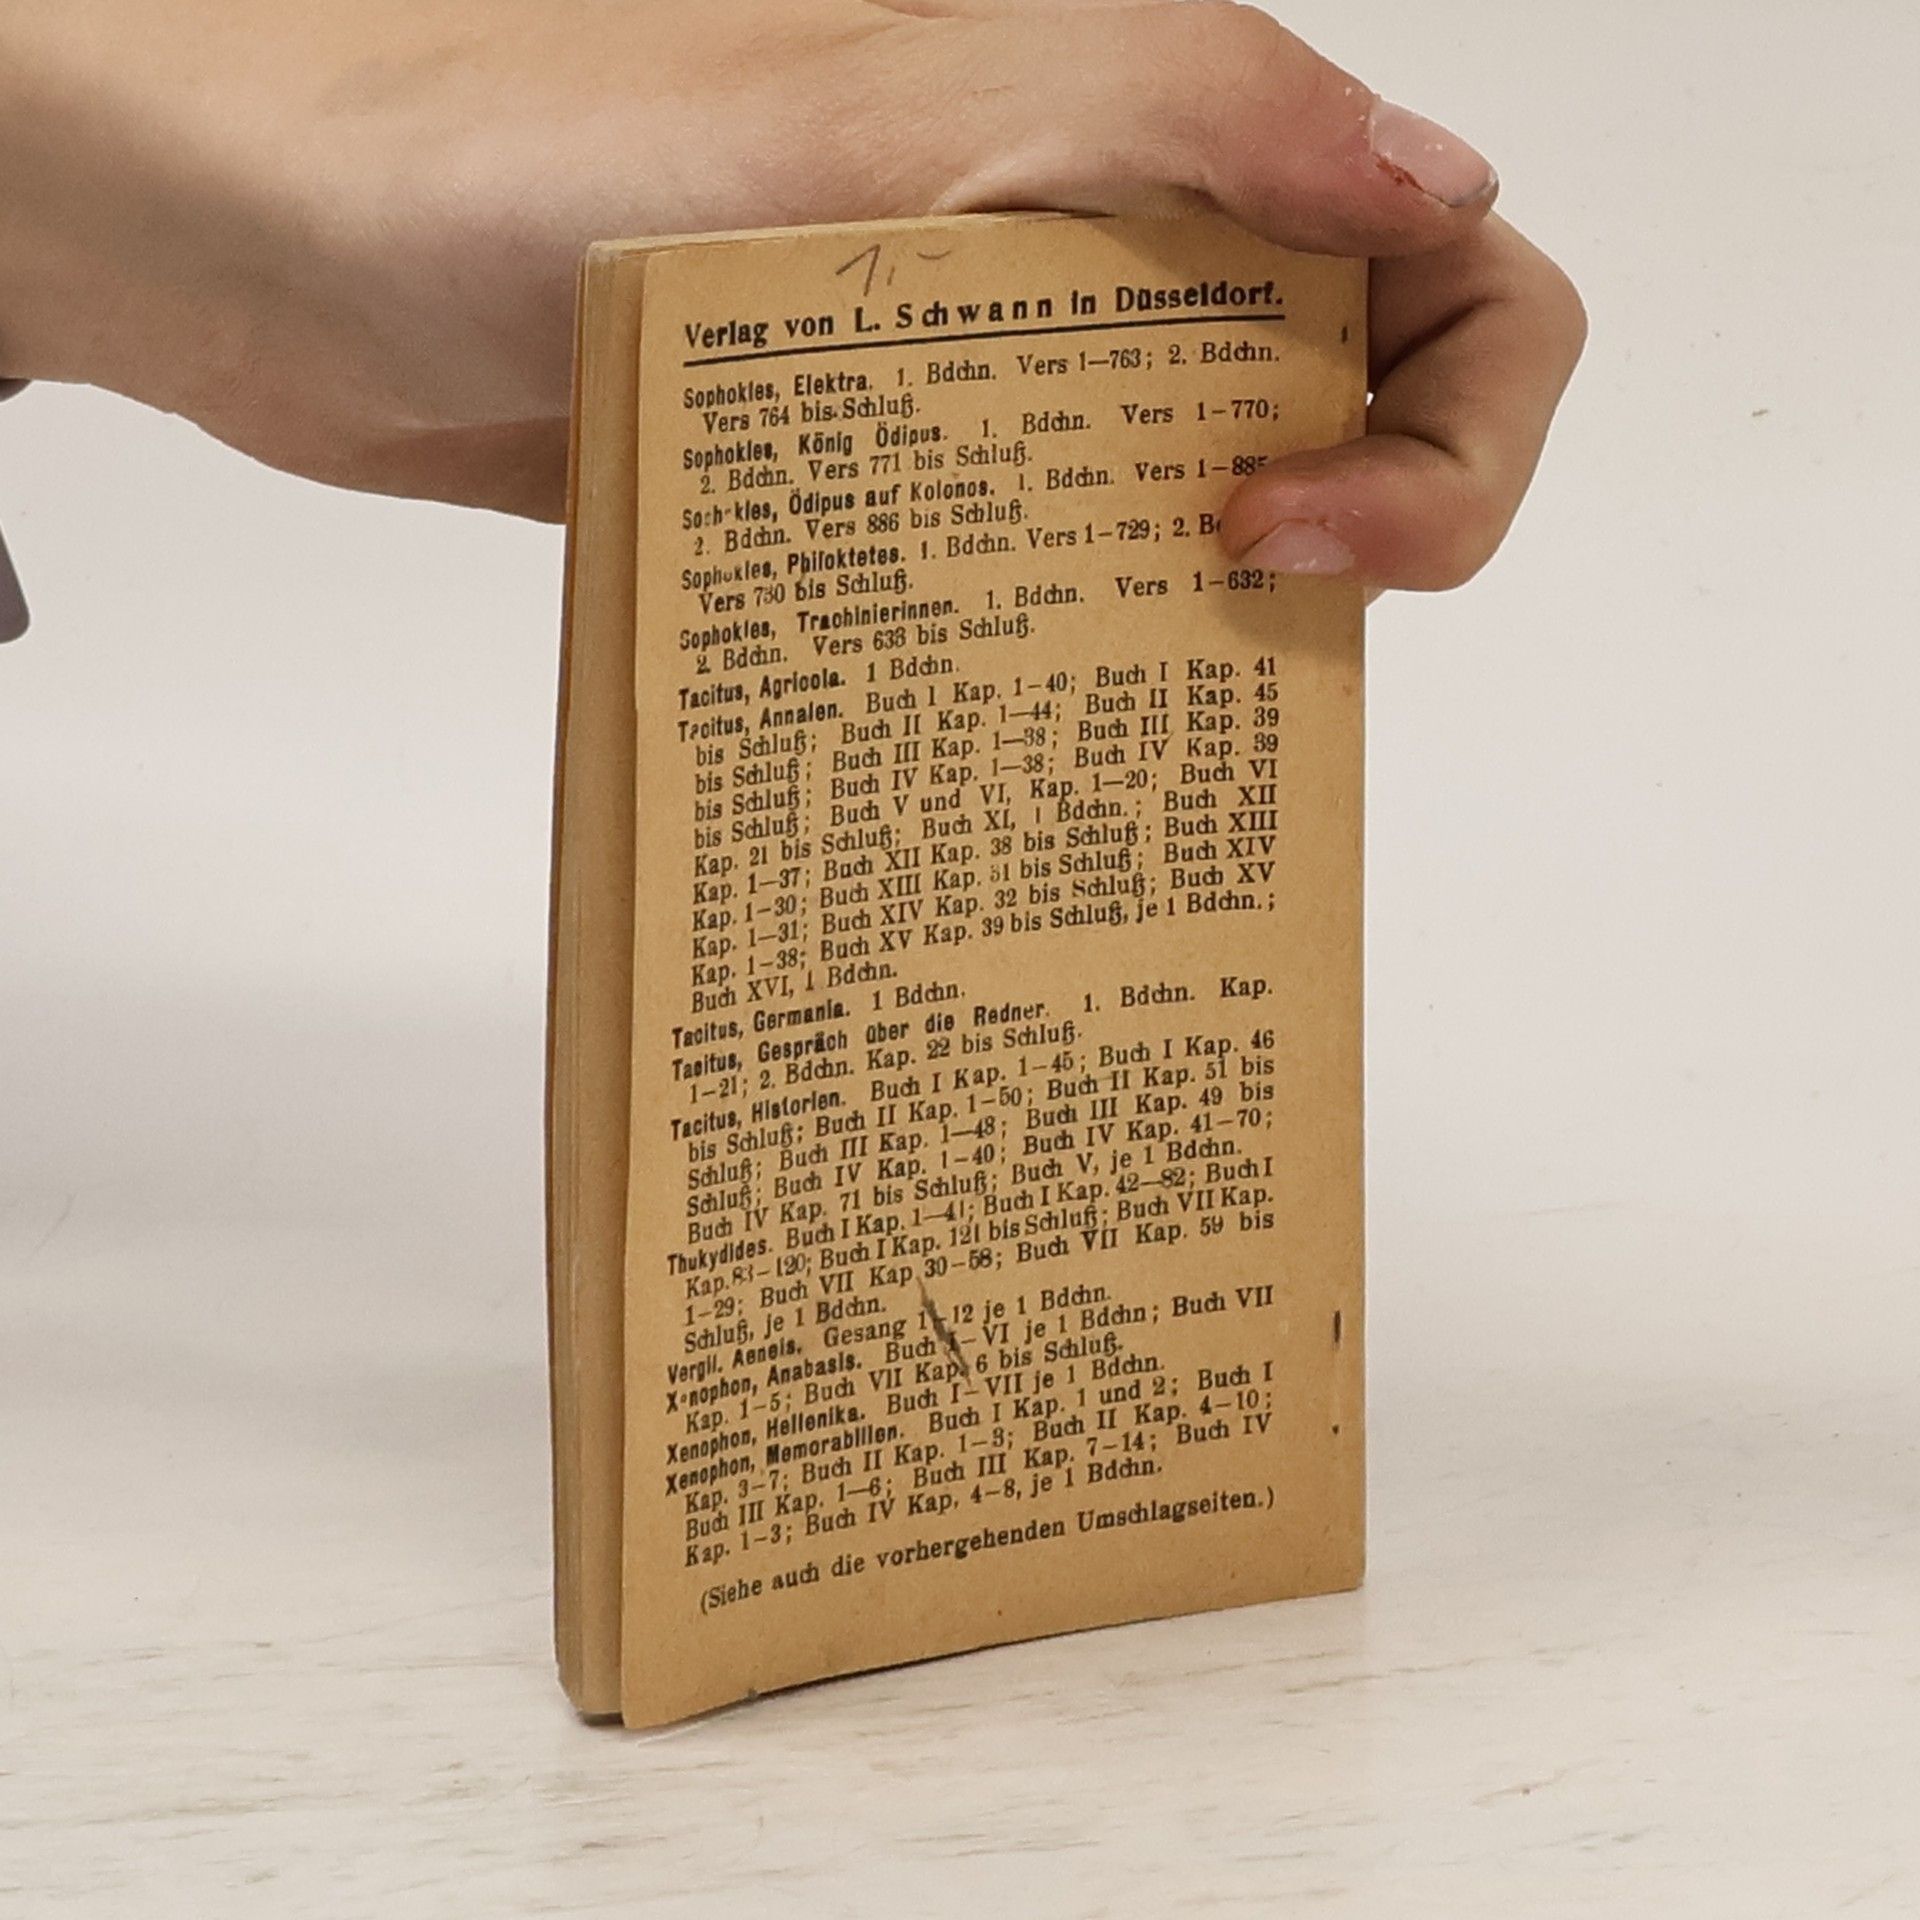 1,-
Verlag von L. Schwann in Düsseldorf.
Sophokles, Elektra. 1. Bdchn. Vers 1—763; 2. Bdchn.
Vers 764 bis Schluß.
Sophokles, König Ödipus. 1. Bdchn. Vers 1–770;
2. Bdchn. Vers 771 bis Schluß.
Sophokles, Ödipus auf Kolonos. 1. Bdchn. Vers 1–885
2. Bdchn. Vers 886 bis Schluß.
Sophokles, Philoktetes. 1. Bdchn. Vers 1–729; 2.
Vers 730 bis Schluß.
Sophokles, Trachinierinnen. 1. Bdchn. Vers 1–632;
2. Bdchn. Vers 633 bis Schluß.
Tacitus, Agricola. 1 Bdchn.
Tacitus, Annalen. Buch I Kap. 1–40; Buch I Kap. 41
bis Schluß; Buch II Kap. 1—44; Buch II Kap. 45
bis Schluß; Buch III Kap. 1—38; Buch III Kap. 39
bis Schluß; Buch IV Kap. 1—38; Buch IV Kap. 39
bis Schluß; Buch V und VI, Kap. 1—20; Buch VI
Kap. 21 bis Schluß; Buch XI, 1 Bdchn.; Buch XII
Kap. 1—37; Buch XII Kap. 38 bis Schluß; Buch XIII
Kap. 1—30; Buch XIII Kap. 31 bis Schluß; Buch XIV
Kap. 1—31; Buch XIV Kap. 32 bis Schluß; Buch XV
Kap. 1–38; Buch XV Kap. 39 bis Schluß, je 1 Bdchn.;
Buch XVI, 1 Bdchn.
Tacitus, Germania. 1 Bdchn.
Tacitus, Gespräch über die Redner. 1. Bdchn. Kap.
1–21; 2. Bdchn. Kap. 22 bis Schluß.
Tacitus, Historien. Buch I Kap. 1–45; Buch I Kap. 46
bis Schluß; Buch II Kap. 1–50; Buch II Kap. 51 bis
Schluß; Buch III Kap. 1—48; Buch III Kap. 49 bis
Schluß; Buch IV Kap. 1–40; Buch IV Kap. 41–70;
Buch IV Kap. 71 bis Schluß; Buch V, je 1 Bdchn.
Thukydides. Buch I Kap. 1—41; Buch I Kap. 42—82; Buch I
Kap. 83–120; Buch I Kap. 121 bis Schluß; Buch VII Kap.
1–29; Buch VII Kap 30–58; Buch VII Kap. 59 bis
Schluß, je 1 Bdchn.
Vergil. Aeneis. Gesang 1–12 je 1 Bdchn.
Xenophon, Anabasis. Buch I–VI je 1 Bdchn; Buch VII
Kap. 1–5; Buch VII Kap. 6 bis Schluß.
Xenophon, Hellenika. Buch I–VII je 1 Bdchn.
Xenophon, Memorabilien. Buch I Kap. 1 und 2; Buch I
Kap. 3–7; Buch II Kap. 1–3; Buch II Kap. 4–10;
Buch III Kap. 1—6; Buch III Kap. 7–14; Buch IV
Kap. 1–3; Buch IV Kap. 4–8, je 1 Bdchn.
(Siehe auch die vorhergehenden Umschlagseiten.)